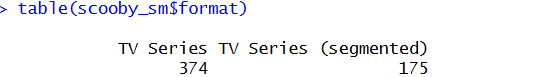 > table(scooby_sm$format)
TV Series TV Series (segmented)
374 175